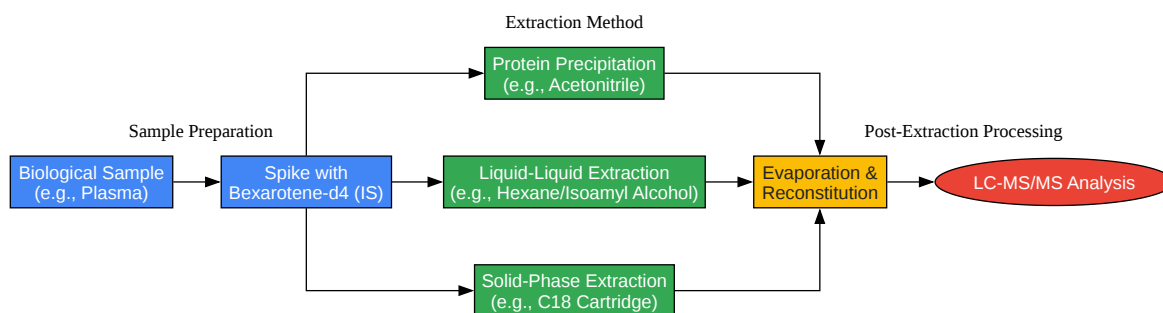 Extraction Method
Protein Precipitation
(e.g., Acetonitrile)
Sample Preparation
Post-Extraction Processing
Biological Sample
(e.g., Plasma)
Spike with
Bexarotene-d4 (IS)
Liquid-Liquid Extraction
(e.g., Hexane/Isoamyl Alcohol)
Evaporation &
Reconstitution
LC-MS/MS Analysis
Solid-Phase Extraction
(e.g., C18 Cartridge)